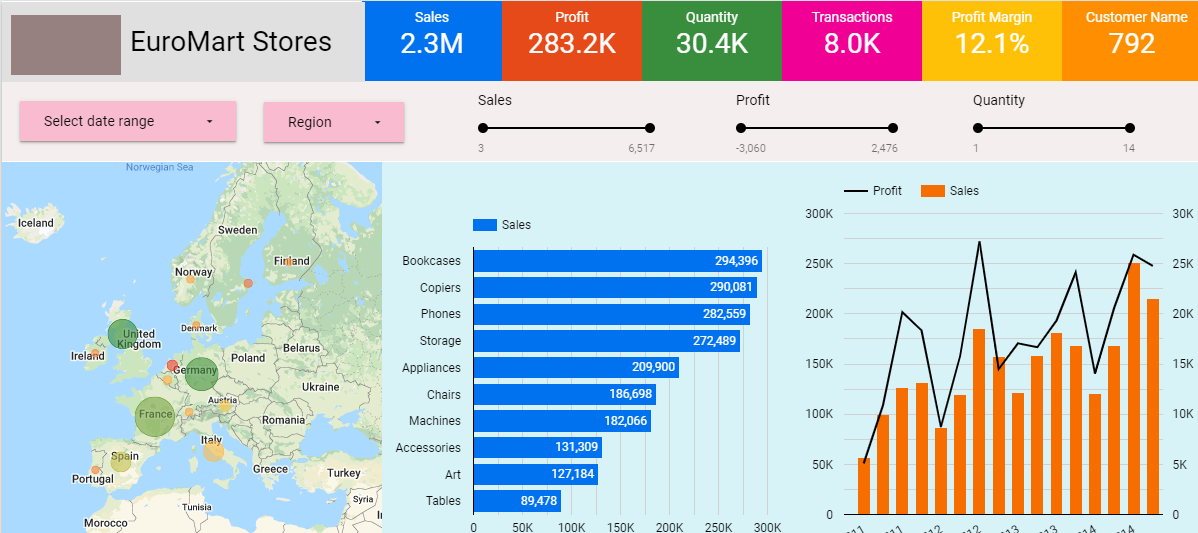 EuroMart Stores
Sales
2.3M
Profit
283.2K
Quantity
30.4K
Transactions
8.0K
Profit Margin
12.1%
Customer Name
792
Select date range
Region
Sales
3
6,517
Profit
-3,060
2,476
Quantity
1
14
Norwegian Sea
Iceland
Sweden
Finland
Norway
Denmark
United
Kingdom
Ireland
Belarus
Poland
Germany
Ukraine
Austria
France
Romania
Italy
Spain
Portugal
Greece
Turkey
Syria
Tunisia
Morocco
Sales
Bookcases 294,396
Copiers 290,081
Phones 282,559
Storage 272,489
Appliances 209,900
Chairs 186,698
Machines 182,066
Accessories 131,309
Art 127,184
Tables 89,478
0 50K 100K 150K 200K 250K 300K
Profit Sales
300K 30K
250K 25K
200K 20K
150K 15K
100K 10K
50K 5K
0 0